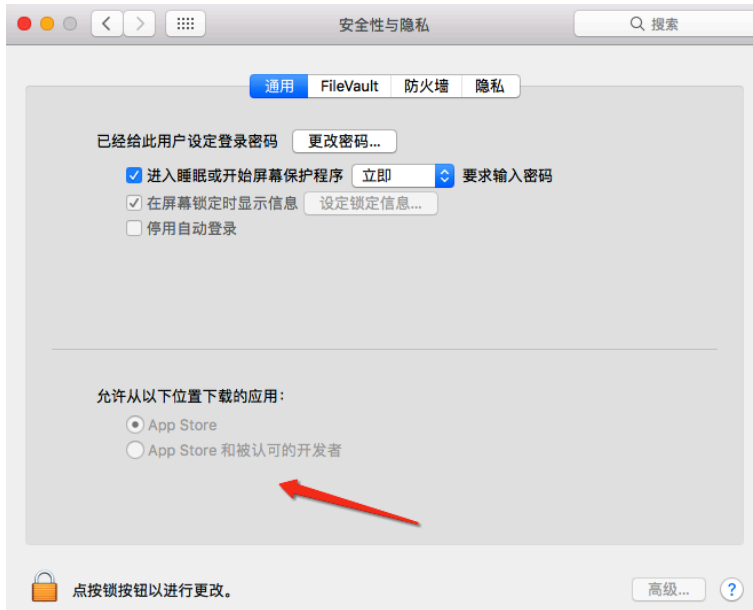 安全性与隐私
搜索
通用 FileVault 防火墙 隐私
已经给此用户设定登录密码 更改密码...
进入睡眠或开始屏幕保护程序 立即 要求输入密码
在屏幕锁定时显示信息 设定锁定信息...
停用自动登录
允许从以下位置下载的应用：
App Store
App Store 和被认可的开发者
点按锁按钮以进行更改。
高级... ?